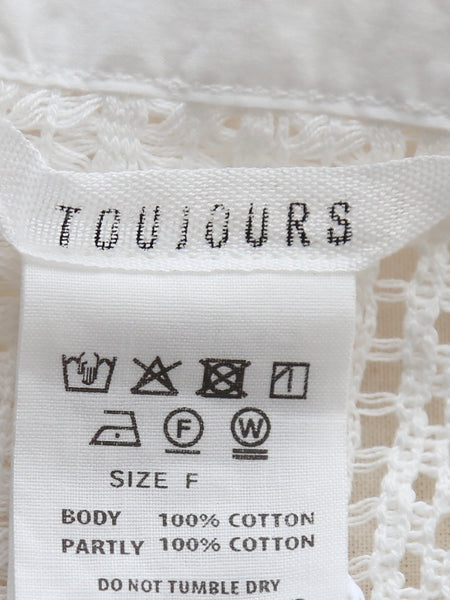 TOUJOURS
F W
SIZE F
BODY 100% COTTON
PARTLY 100% COTTON
DO NOT TUMBLE DRY